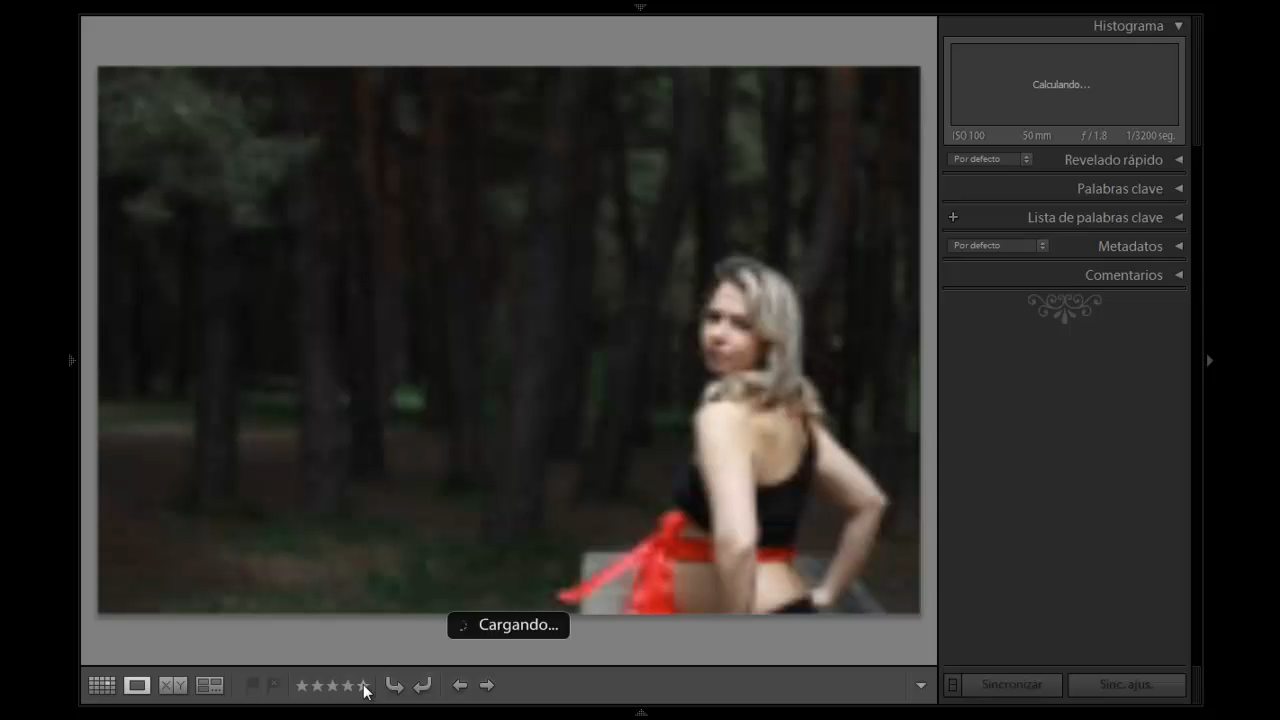 Histograma
Calculando...
ISO 100 50 mm ƒ / 1.8 1/3200 seg.
Por defecto Revelado rápido
Palabras clave
+ Lista de palabras clave
Por defecto Metadatos
Comentarios
Cargando...
XY
Sincronizar Sinc. ajus.